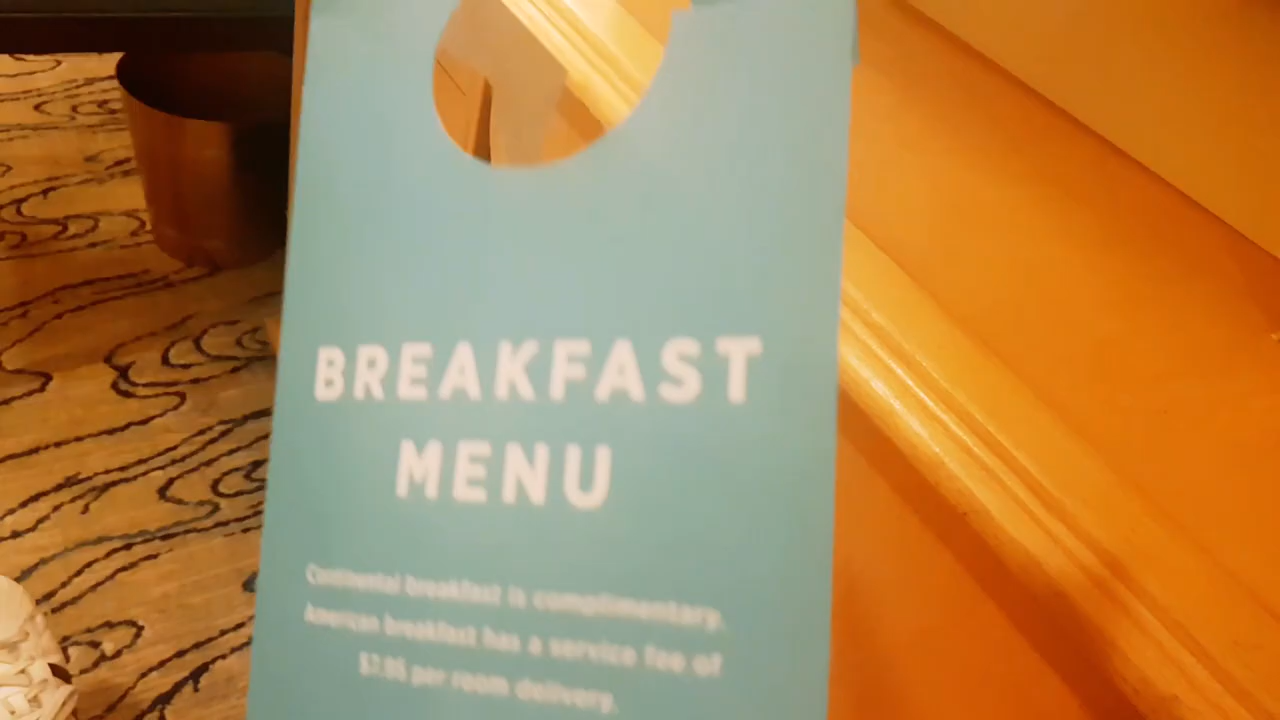 BREAKFAST
MENU
Continental breakfast is complimentary.
American breakfast has a service fee of
per room delivery.